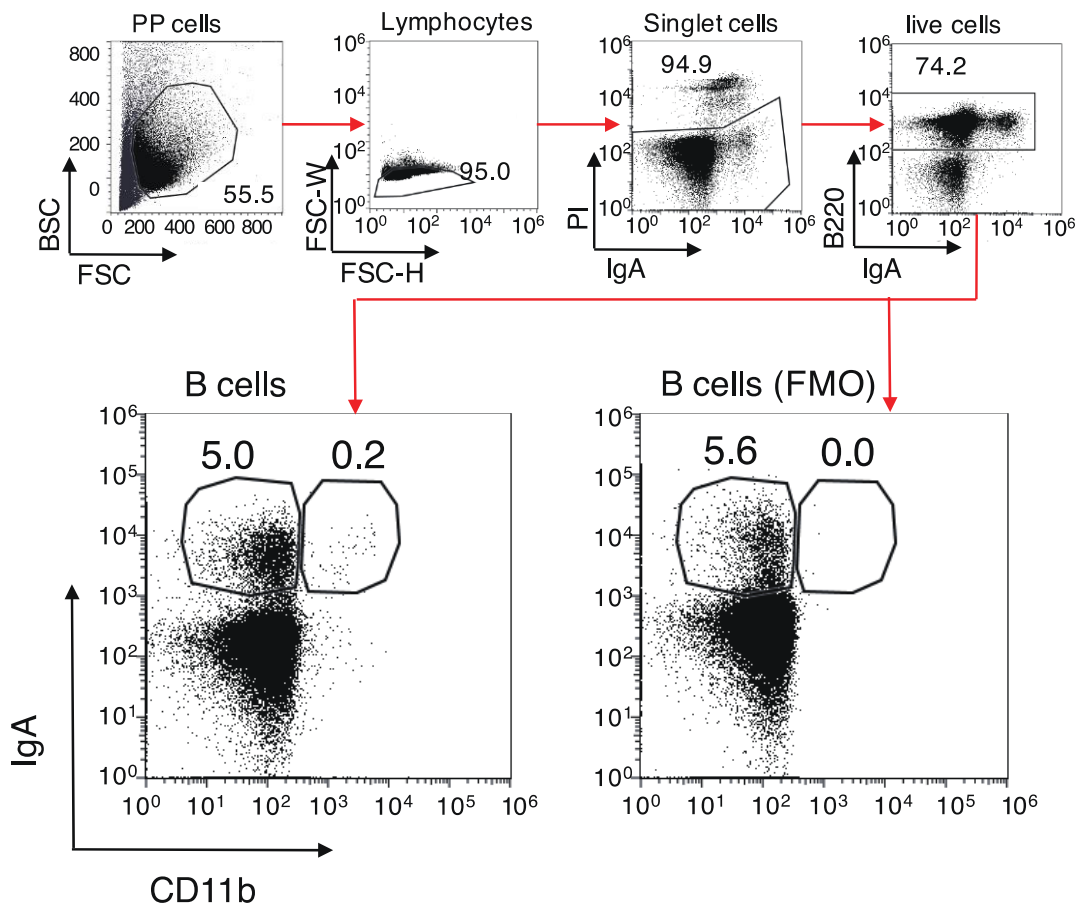 PP cells
800
400
200
0
55.5
0 200 400 600 800
BSC
FSC
Lymphocytes
10⁶
10⁴
10²
10⁰
95.0
10⁰ 10² 10⁴ 10⁶
FSC-W
FSC-H
Singlet cells
94.9
10⁶
10⁴
10²
10⁰
10⁰ 10² 10⁴ 10⁶
PI
IgA
live cells
74.2
10⁶
10⁴
10²
10⁰
10⁰ 10² 10⁴ 10⁶
B220
IgA
B cells
5.0 0.2
10⁶
10⁵
10⁴
10³
10²
10¹
10⁰
10⁰ 10¹ 10² 10³ 10⁴ 10⁵ 10⁶
B cells (FMO)
5.6 0.0
10⁶
10⁵
10⁴
10³
10²
10¹
10⁰
10⁰ 10¹ 10² 10³ 10⁴ 10⁵ 10⁶
IgA
CD11b